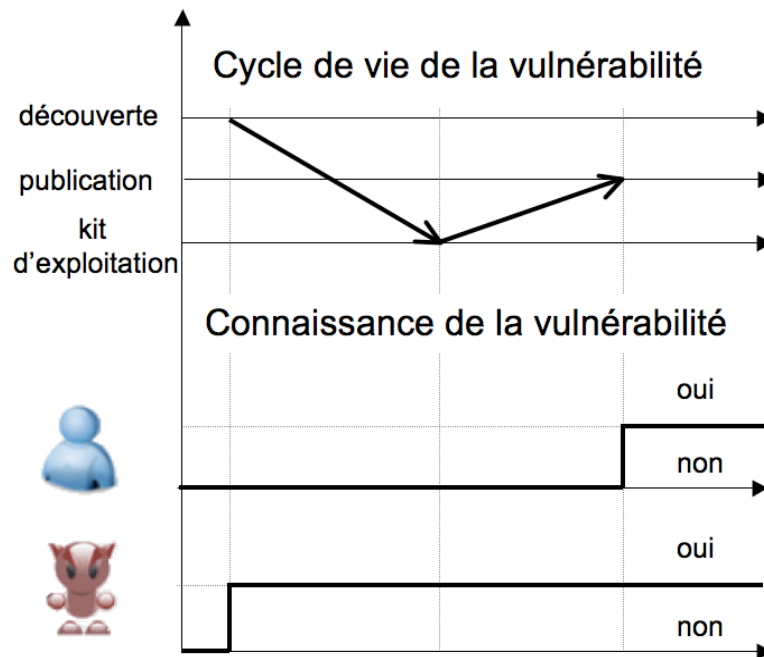 Cycle de vie de la vulnérabilité
découverte
publication
kit
d'exploitation
Connaissance de la vulnérabilité
oui
non
oui
non